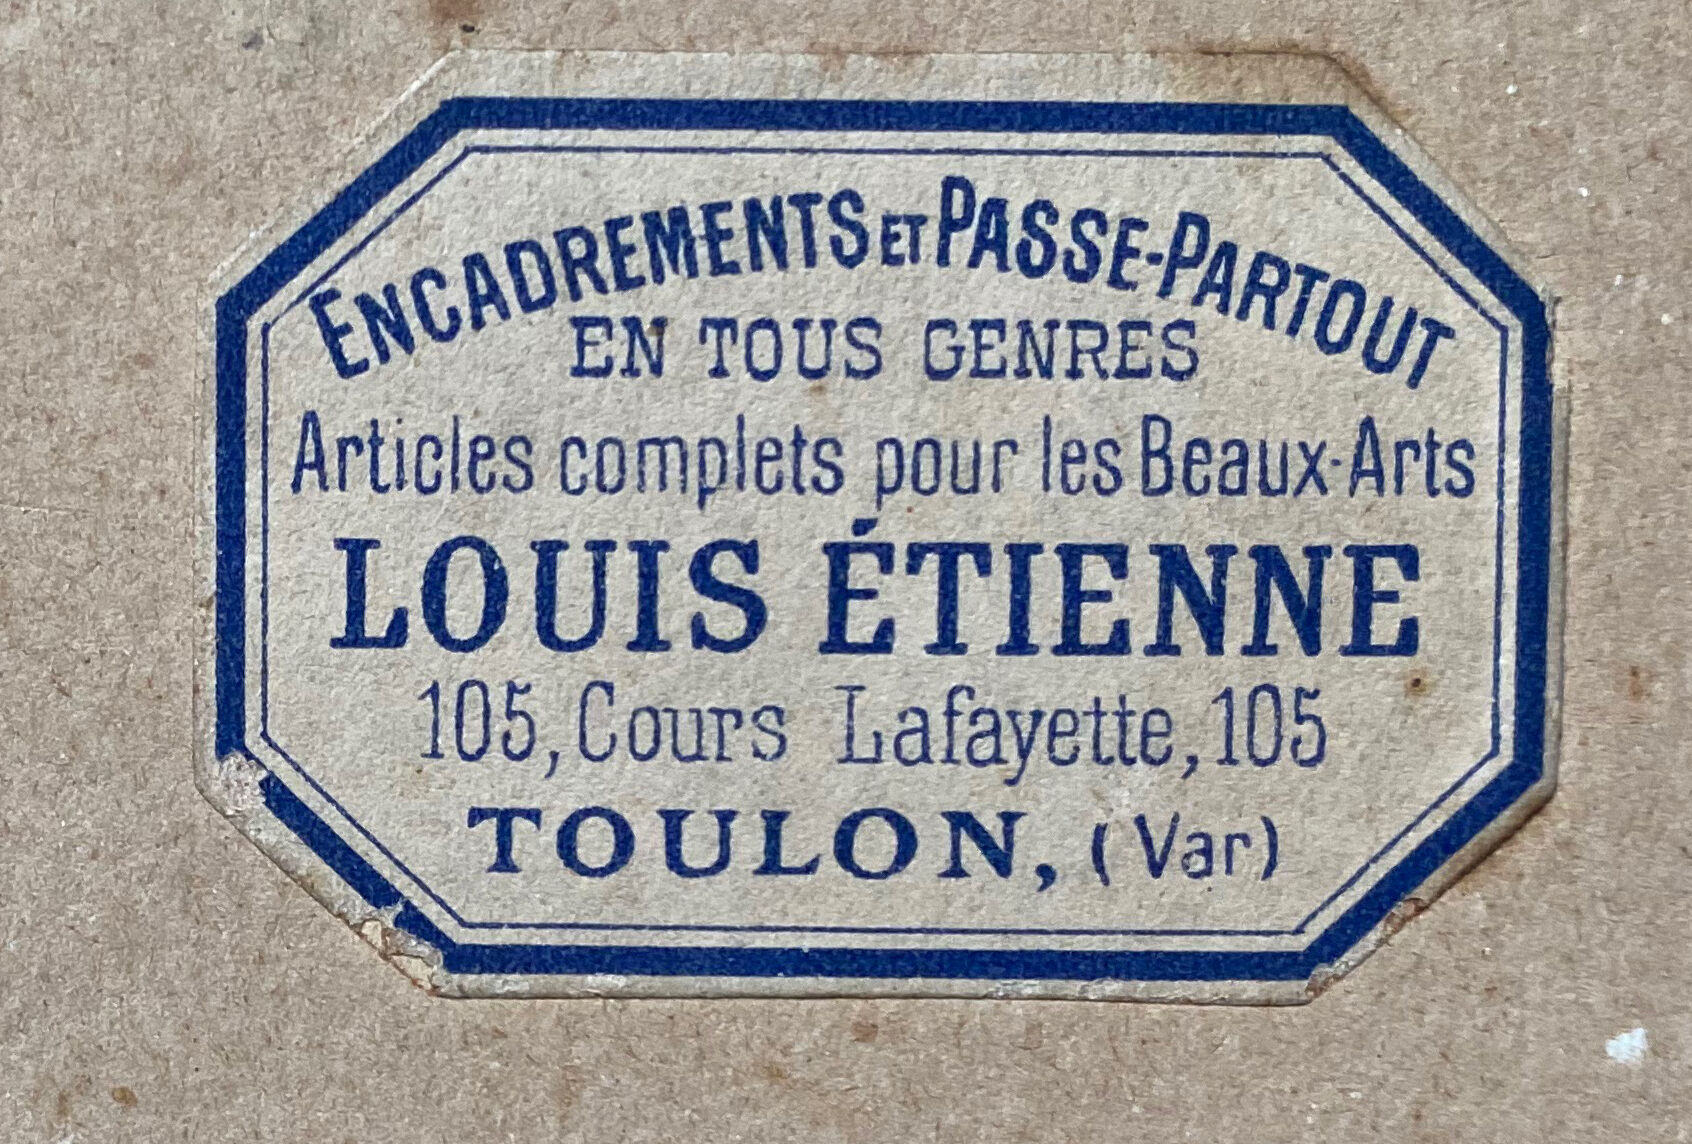 ENCADREMENTS ET PASSE-PARTOUT
EN TOUS GENRES
Articles complets pour les Beaux-Arts
LOUIS ÉTIENNE
105, Cours Lafayette, 105
TOULON, (Var)